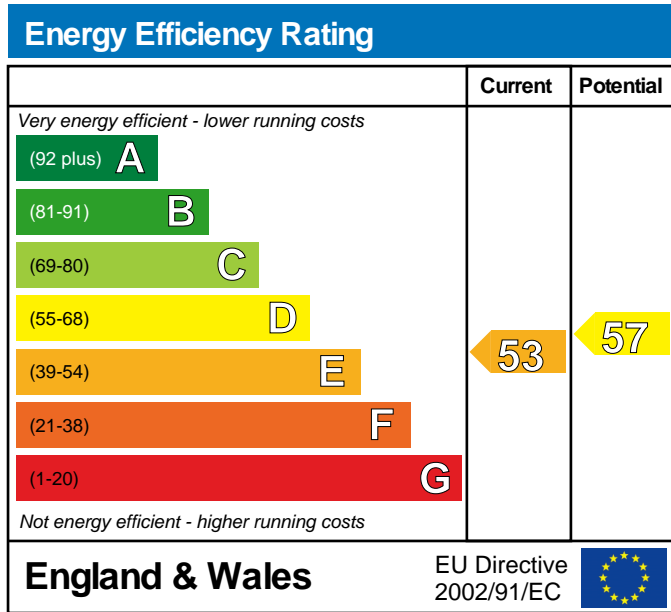 Energy Efficiency Rating
Current Potential
Very energy efficient - lower running costs
(92 plus) A
(81-91) B
(69-80) C
(55-68) D
(39-54) E
53
57
(21-38) F
(1-20) G
Not energy efficient - higher running costs
England & Wales
EU Directive
2002/91/EC